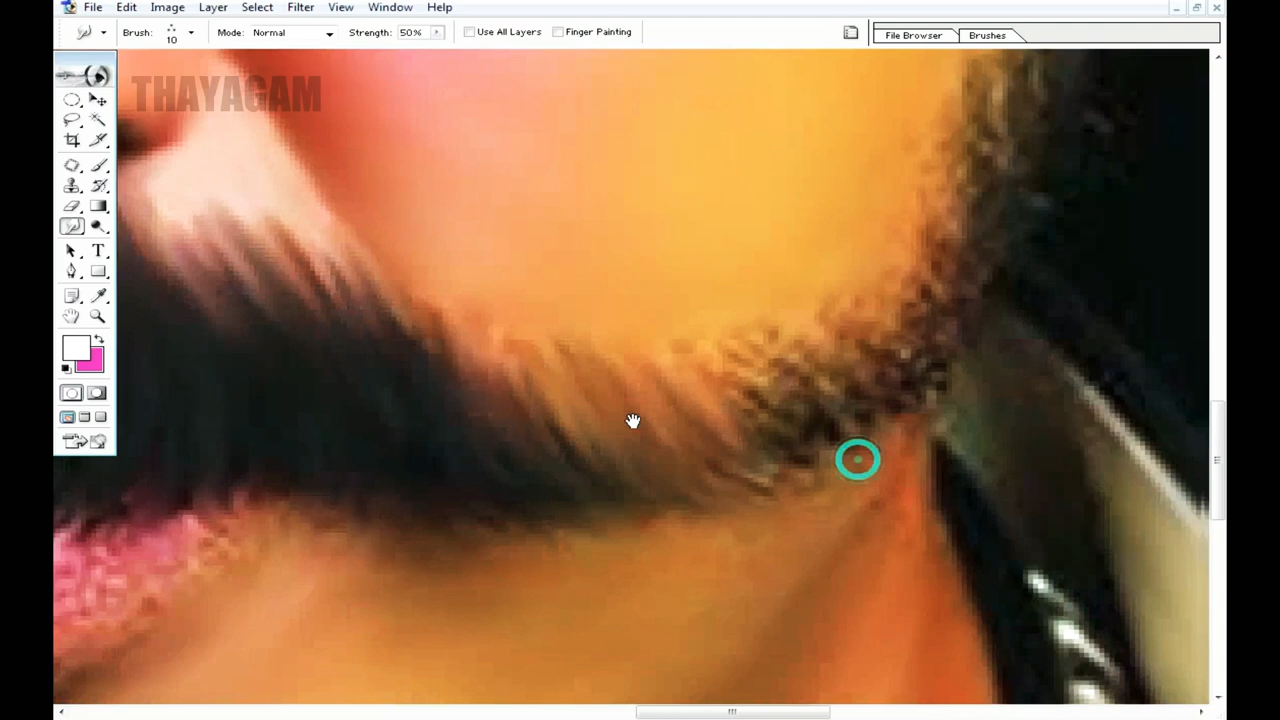 File Edit Image Layer Select Filter View Window Help
Brush: 10 Mode: Normal Strength: 50% Use All Layers Finger Painting File Browser Brushes
THAYAGAM
T